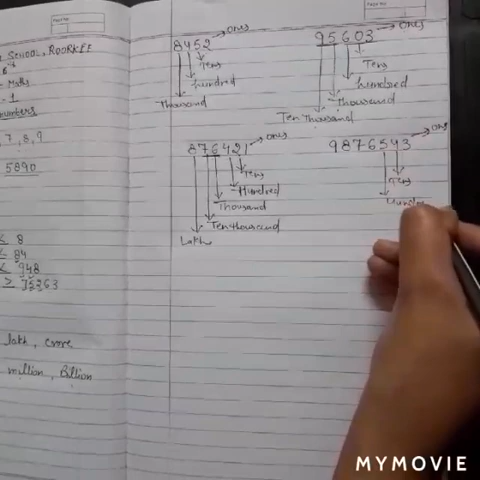 SCHOOL, ROORKEE
6th
- Maths
- 1
numbers
7, 8, 9
5890
< 8
< 84
< 948
> 75363
lakh, crore
million, Billion
8452 → ones
Tens
hundred
Thousand
95603 → ones
Tens
hundred
Thousand
Ten Thousand
876421 → ones
Tens
Hundred
Thousand
Ten thousand
Lakh
9876543 → ones
Tens
MYMOVIE